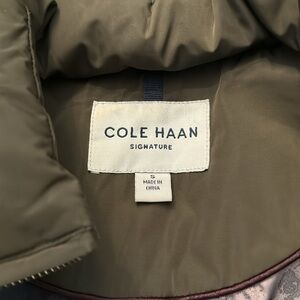 COLE HAAN
SIGNATURE
S
MADE IN
CHINA